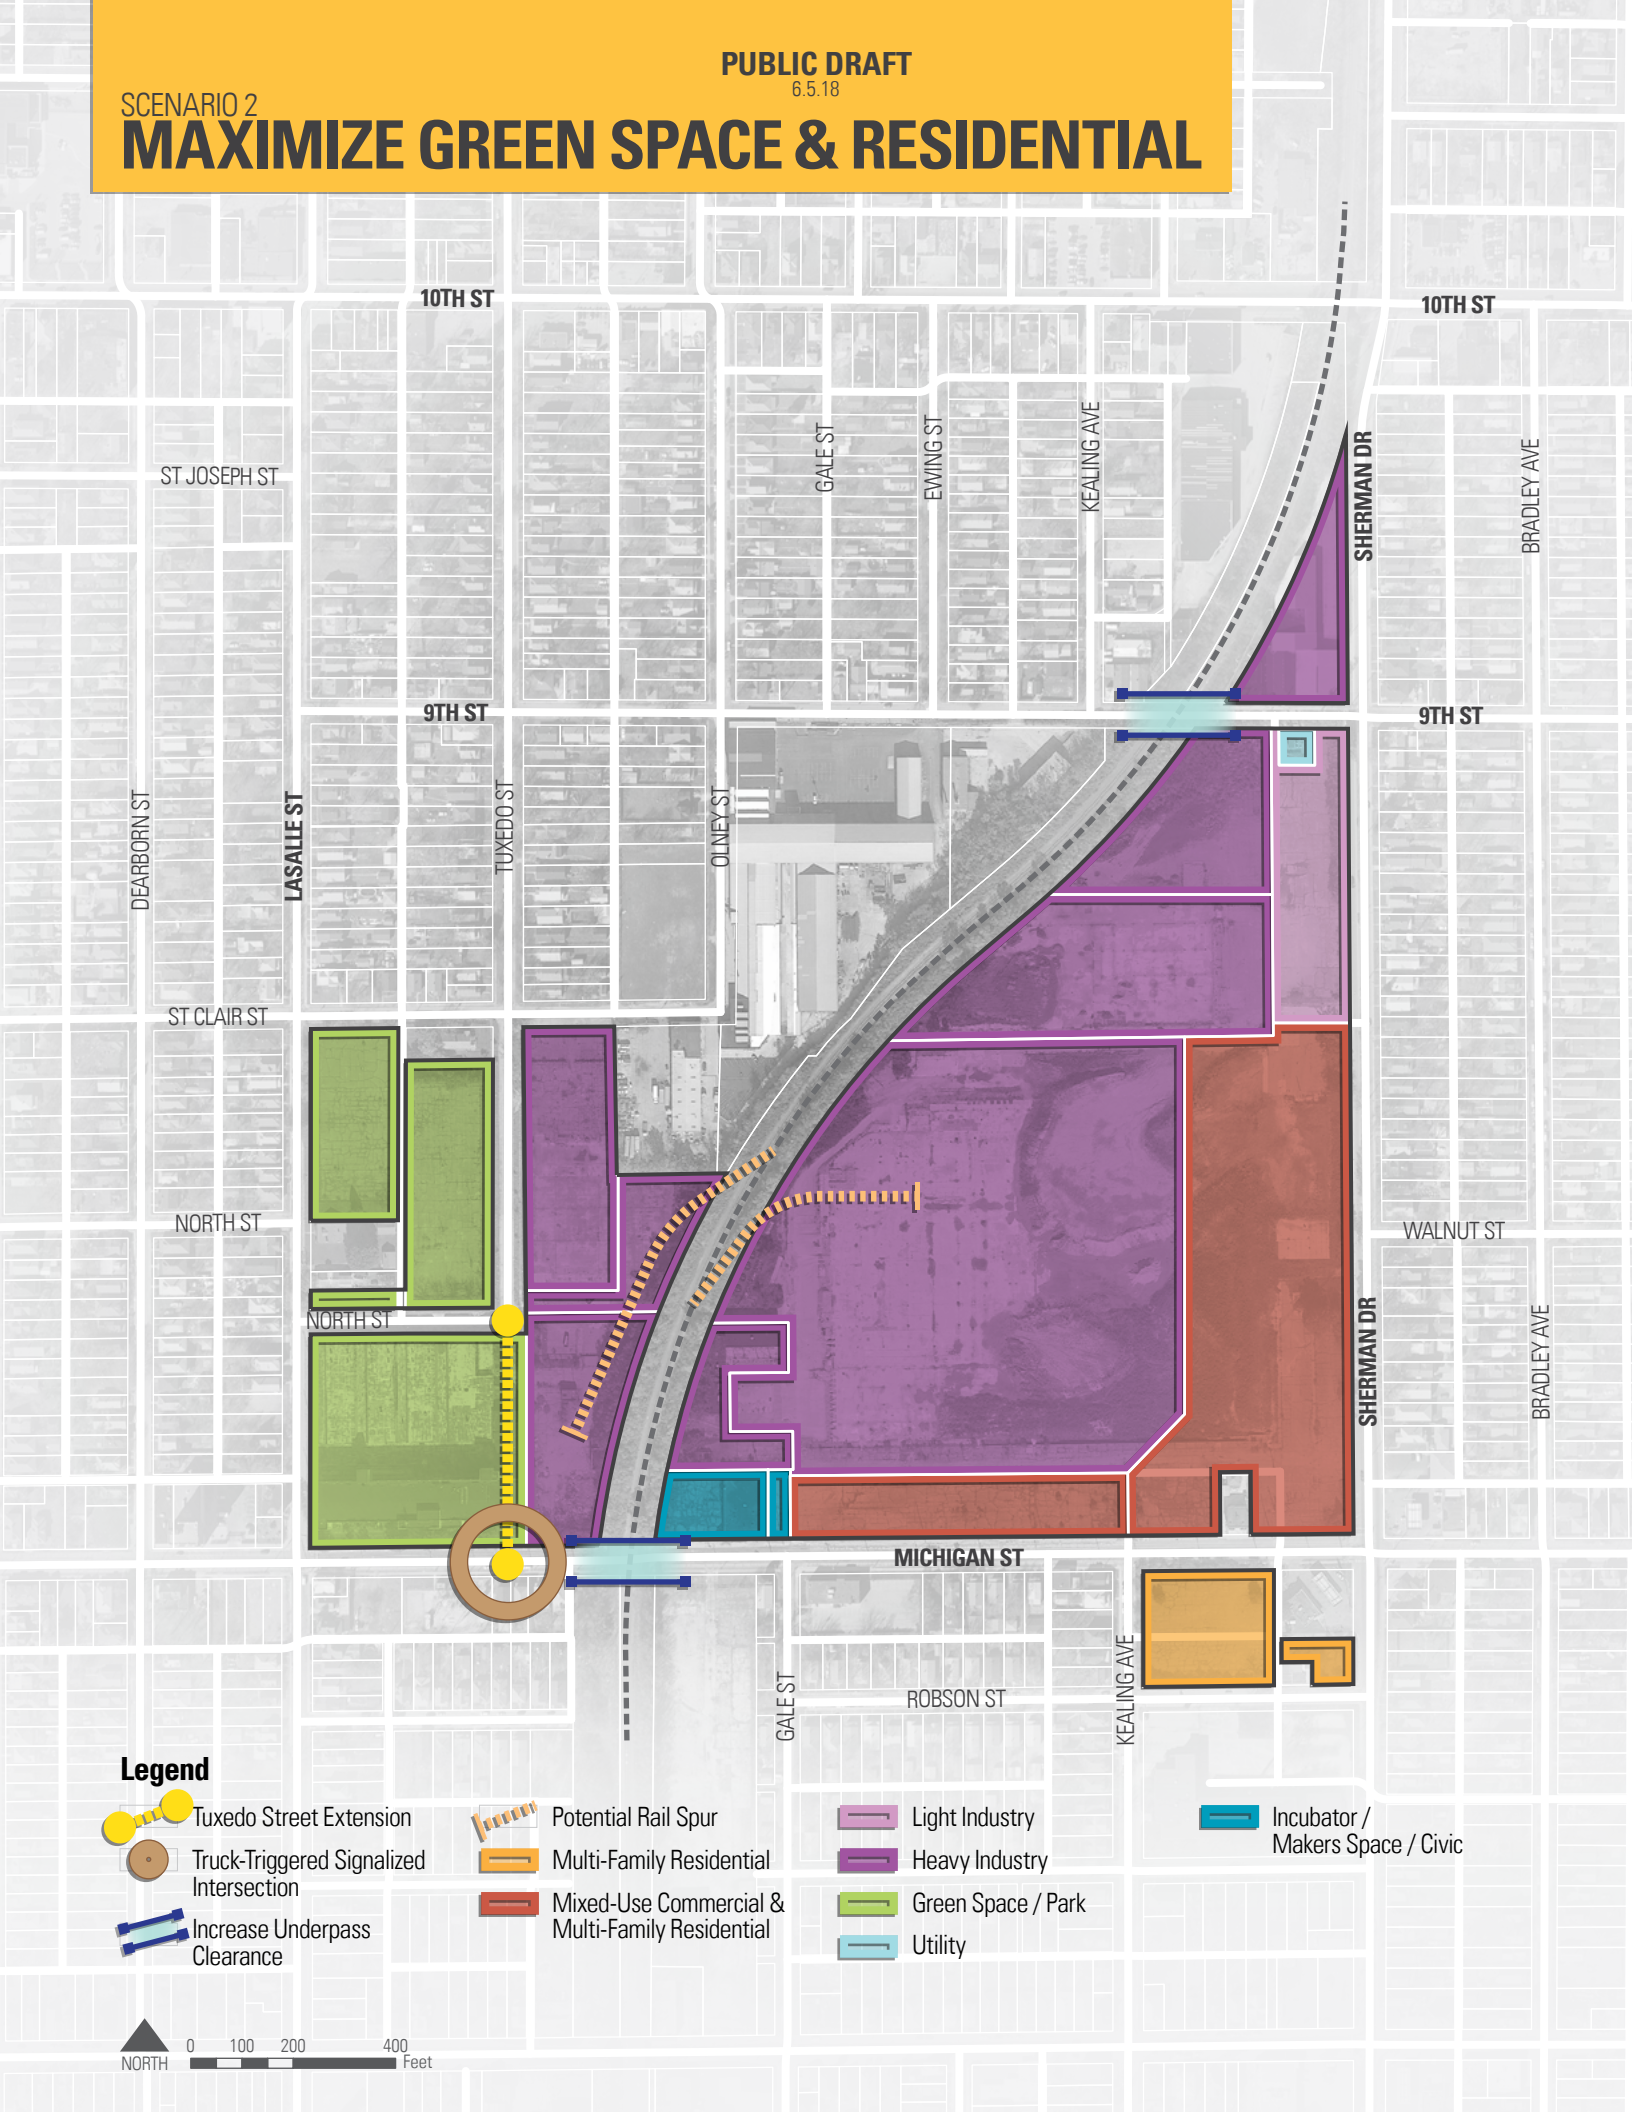 PUBLIC DRAFT
6.5.18
SCENARIO 2
MAXIMIZE GREEN SPACE & RESIDENTIAL
10TH ST
10TH ST
GALE ST
EWING ST
KEALING AVE
SHERMAN DR
BRADLEY AVE
ST JOSEPH ST
9TH ST
9TH ST
DEARBORN ST
LASALLE ST
TUXEDO ST
OLNEY ST
ST CLAIR ST
NORTH ST
WALNUT ST
NORTH ST
SHERMAN DR
BRADLEY AVE
MICHIGAN ST
GALE ST
ROBSON ST
KEALING AVE
Legend
Tuxedo Street Extension
Truck-Triggered Signalized
Intersection
Increase Underpass
Clearance
Potential Rail Spur
Multi-Family Residential
Mixed-Use Commercial &
Multi-Family Residential
Light Industry
Heavy Industry
Green Space / Park
Utility
Incubator /
Makers Space / Civic
NORTH
0 100 200 400
Feet